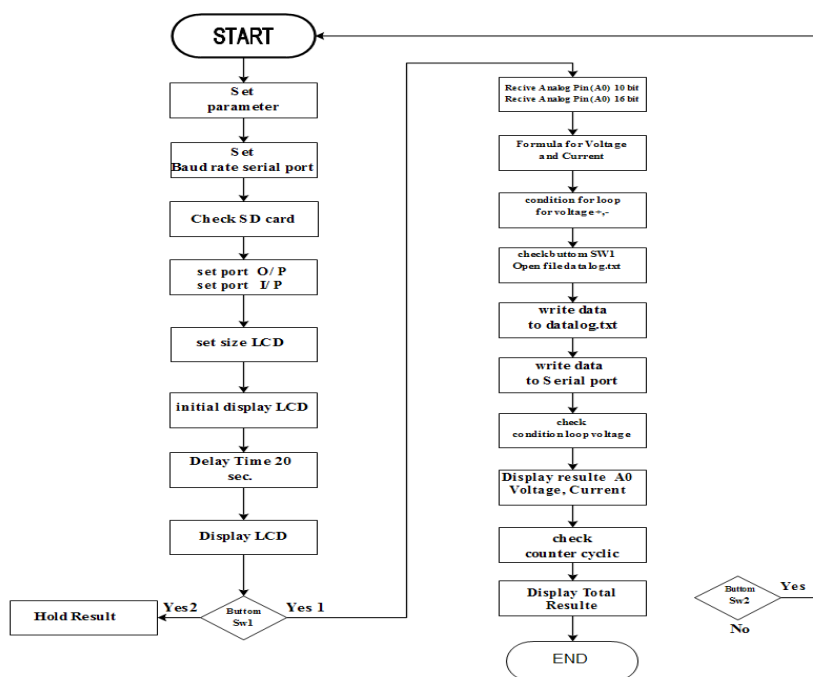 START
Set
parameter
Set
Baud rate serial port
Check SD card
set port O/P
set port I/P
set size LCD
initial display LCD
Delay Time 20
sec.
Display LCD
Yes2
Buttom
Sw1
Yes 1
Hold Result
Recive Analog Pin (A0) 10 bit
Recive Analog Pin (A0) 16 bit
Formula for Voltage
and Current
condition for loop
for voltage +,-
checkbuttom SW1
Open file datalog.txt
write data
to datalog.txt
write data
to Serial port
check
condition loop voltage
Display resulte A0
Voltage, Current
check
counter cyclic
Display Total
Resulte
END
Buttom
Sw2
Yes
No